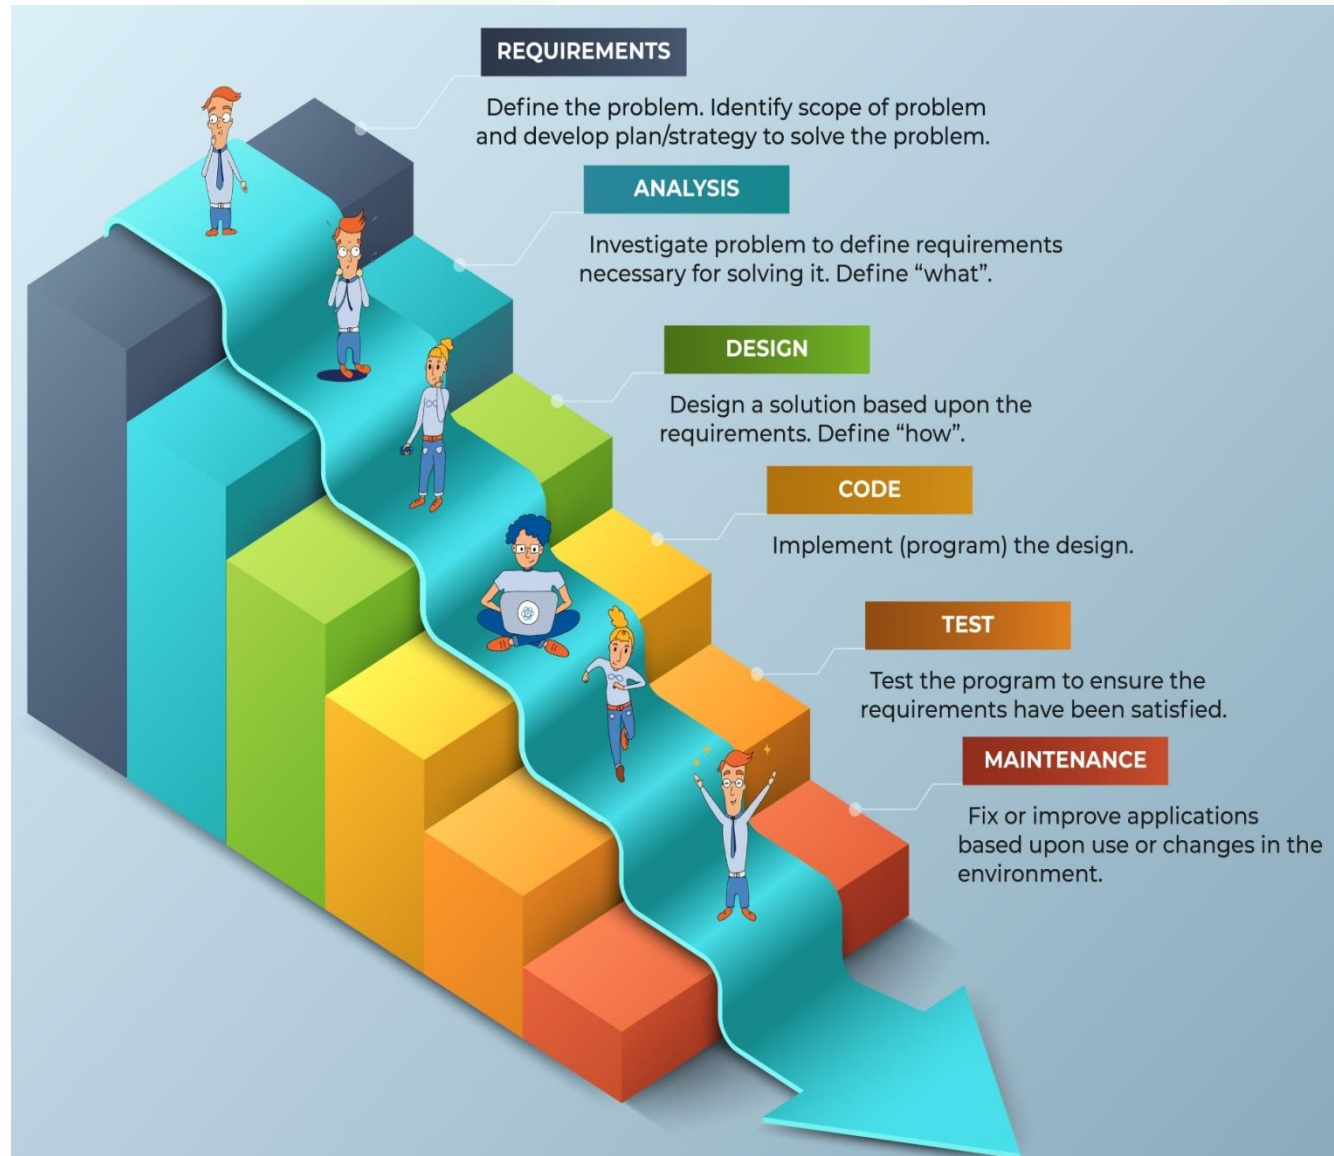 REQUIREMENTS
Define the problem. Identify scope of problem
and develop plan/strategy to solve the problem.
ANALYSIS
Investigate problem to define requirements
necessary for solving it. Define “what”.
DESIGN
Design a solution based upon the
requirements. Define “how”.
CODE
Implement (program) the design.
TEST
Test the program to ensure the
requirements have been satisfied.
MAINTENANCE
Fix or improve applications
based upon use or changes in the
environment.